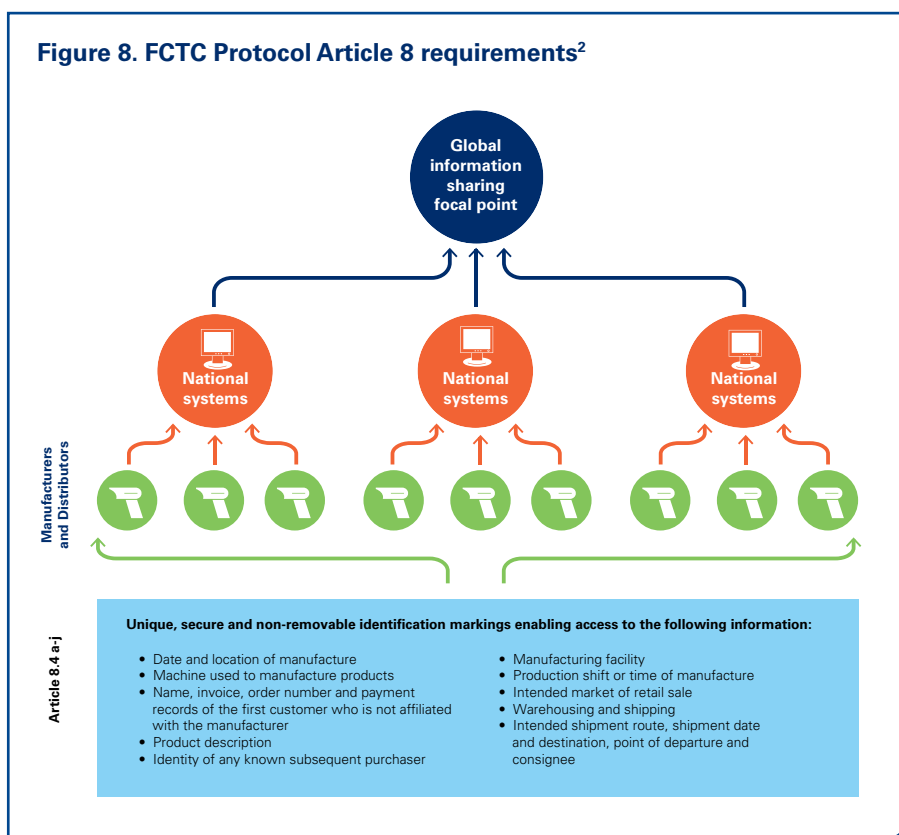 Figure 8. FCTC Protocol Article 8 requirements2
Global
information
sharing
focal point
National
systems
National
systems
National
systems
Manufacturers
and Distributors
Article 8.4 a-j
Unique, secure and non-removable identification markings enabling access to the following information:
• Date and location of manufacture
• Machine used to manufacture products
• Name, invoice, order number and payment
records of the first customer who is not affiliated
with the manufacturer
• Product description
• Identity of any known subsequent purchaser
• Manufacturing facility
• Production shift or time of manufacture
• Intended market of retail sale
• Warehousing and shipping
• Intended shipment route, shipment date
and destination, point of departure and
consignee